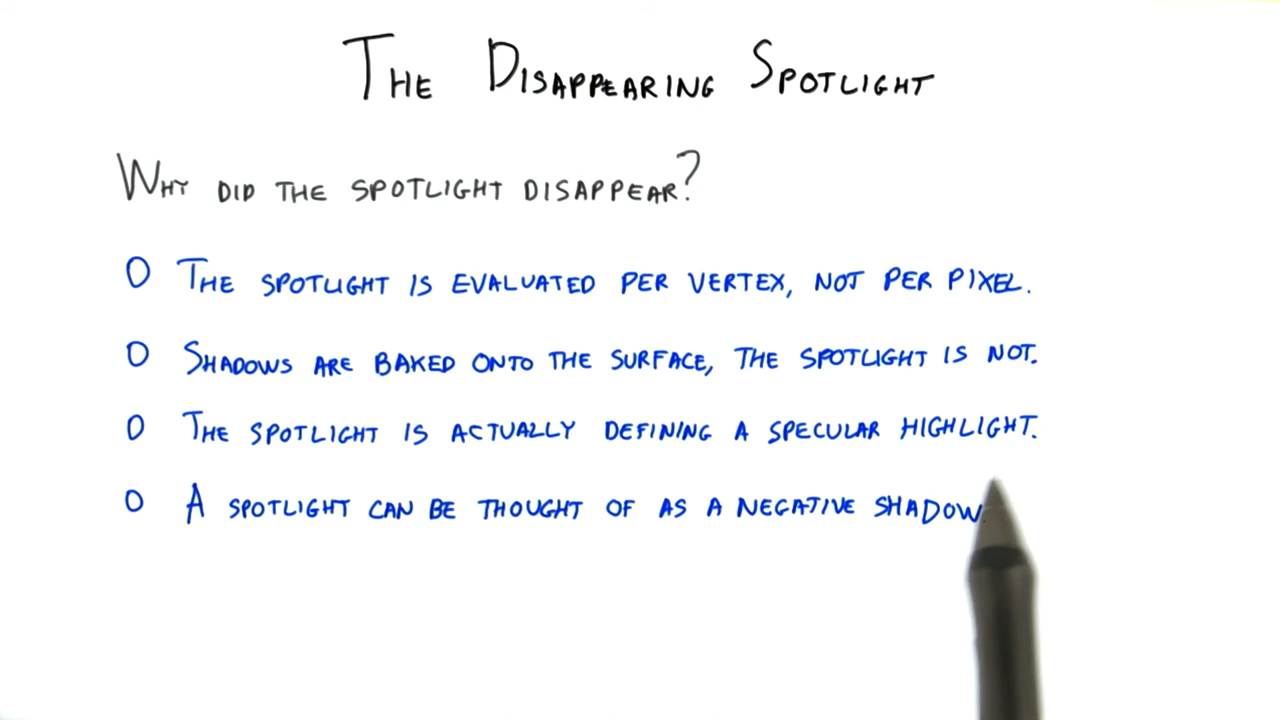 THE DISAPPEARING SPOTLIGHT
WHY DID THE SPOTLIGHT DISAPPEAR?
O THE SPOTLIGHT IS EVALUATED PER VERTEX, NOT PER PIXEL.
O SHADOWS ARE BAKED ONTO THE SURFACE, THE SPOTLIGHT IS NOT.
O THE SPOTLIGHT IS ACTUALLY DEFINING A SPECULAR HIGHLIGHT.
O A SPOTLIGHT CAN BE THOUGHT OF AS A NEGATIVE SHADOW.